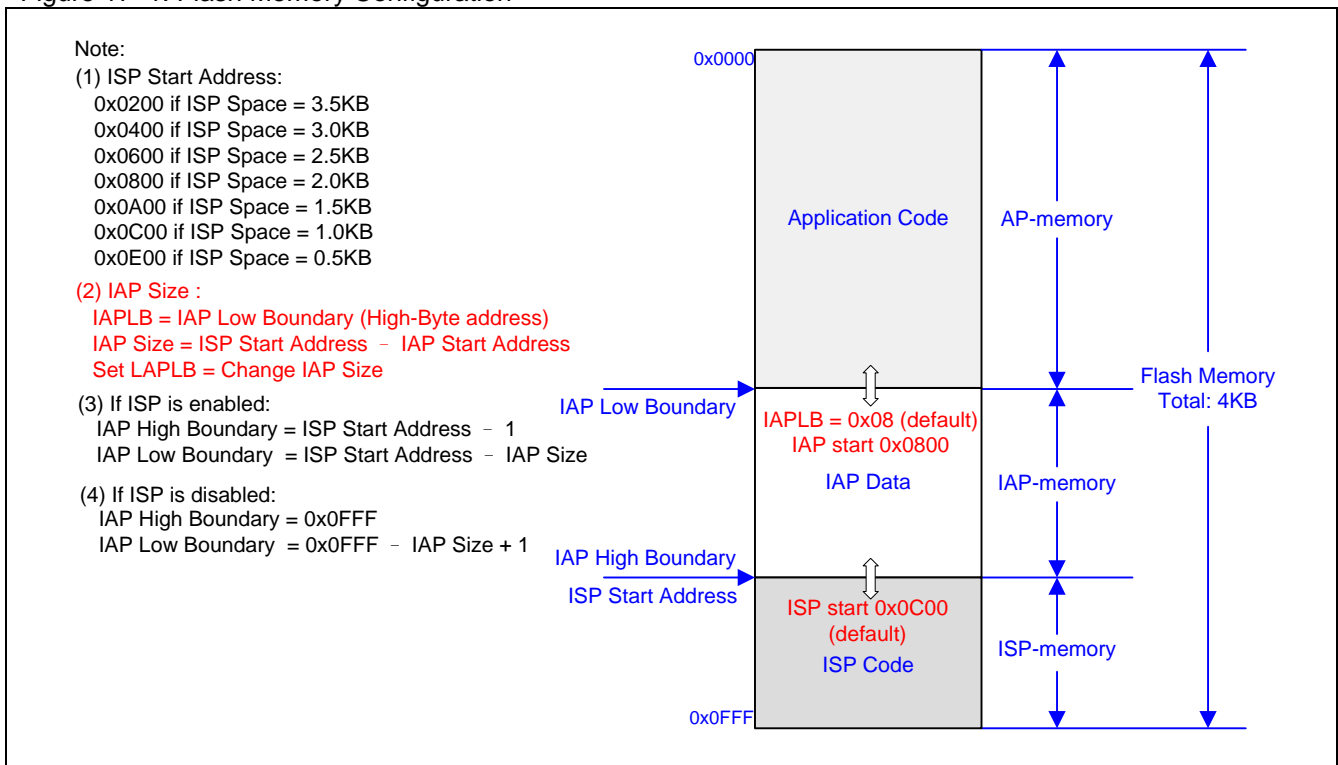 Note:
(1) ISP Start Address:
0x0200 if ISP Space = 3.5KB
0x0400 if ISP Space = 3.0KB
0x0600 if ISP Space = 2.5KB
0x0800 if ISP Space = 2.0KB
0x0A00 if ISP Space = 1.5KB
0x0C00 if ISP Space = 1.0KB
0x0E00 if ISP Space = 0.5KB
(2) IAP Size :
IAPLB = IAP Low Boundary (High-Byte address)
IAP Size = ISP Start Address – IAP Start Address
Set LAPLB = Change IAP Size
(3) If ISP is enabled:
IAP High Boundary = ISP Start Address – 1
IAP Low Boundary = ISP Start Address – IAP Size
(4) If ISP is disabled:
IAP High Boundary = 0x0FFF
IAP Low Boundary = 0x0FFF – IAP Size + 1
0x0000
Application Code
AP-memory
IAP Low Boundary
IAPLB = 0x08 (default)
IAP start 0x0800
IAP Data
IAP-memory
Flash Memory
Total: 4KB
IAP High Boundary
ISP Start Address
ISP start 0x0C00
(default)
ISP Code
ISP-memory
0x0FFF